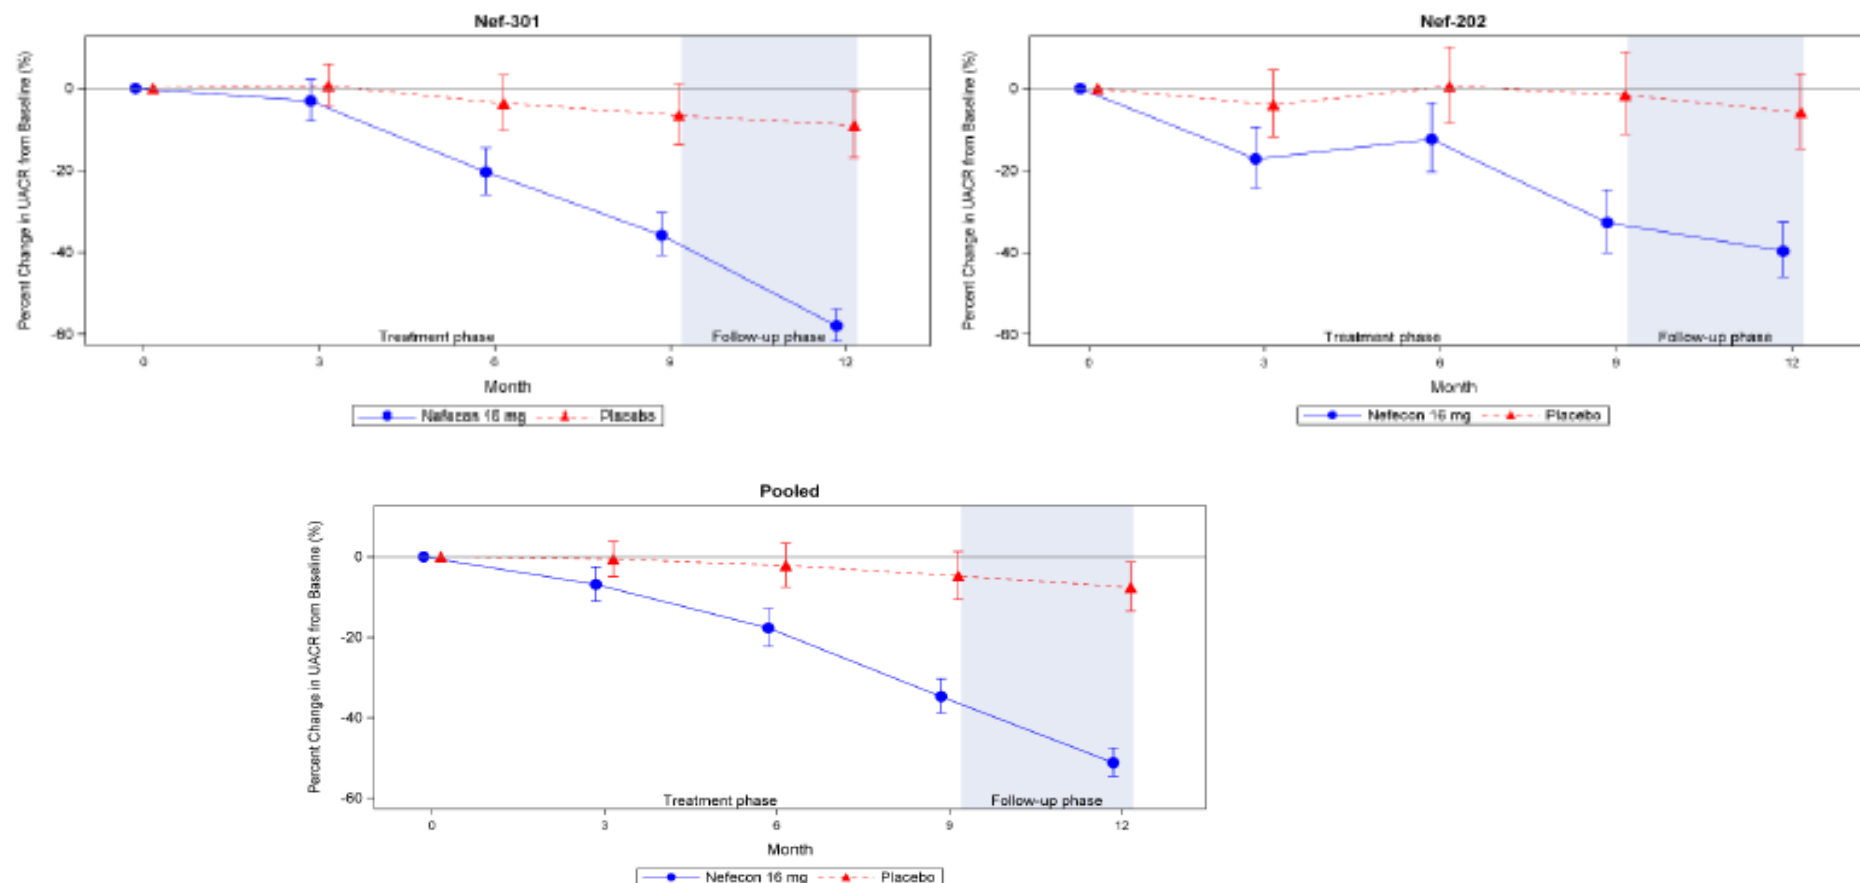 Nef-301
Percent Change in UACR from Baseline (%)
0
-20
-40
-60
Treatment phase
Follow-up phase
0 3 6 9 12
Month
Nefecon 16 mg Placebo
Nef-202
Percent Change in UACR from Baseline (%)
0
-20
-40
-60
Treatment phase
Follow-up phase
0 3 6 9 12
Month
Nefecon 16 mg Placebo
Pooled
Percent Change in UACR from Baseline (%)
0
-20
-40
-60
Treatment phase
Follow-up phase
0 3 6 9 12
Month
Nefecon 16 mg Placebo